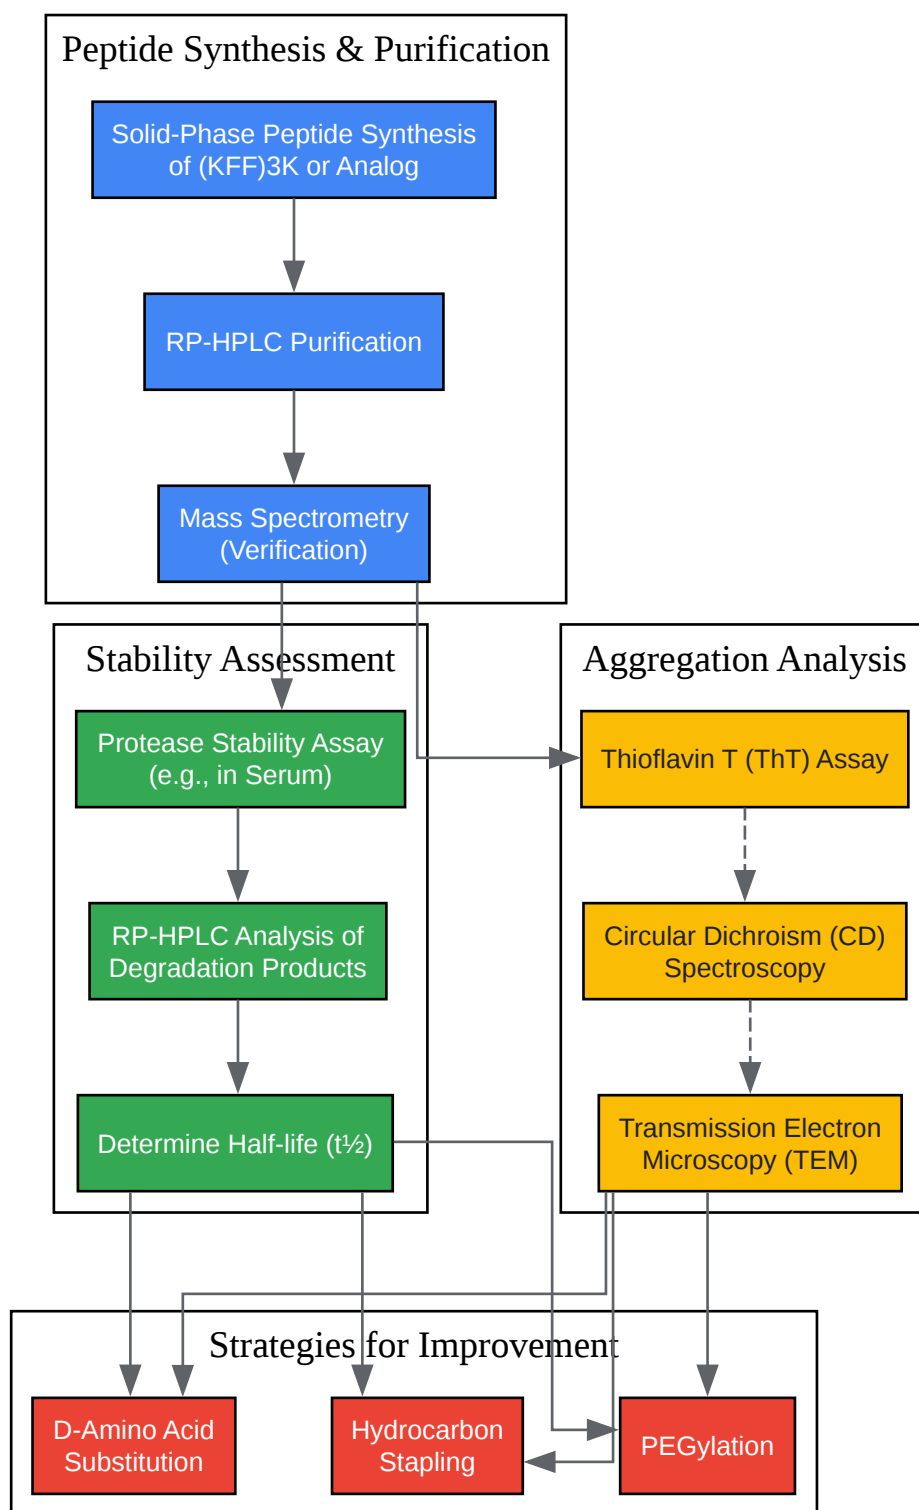 Peptide Synthesis & Purification
Solid-Phase Peptide Synthesis
of (KFF)3K or Analog
RP-HPLC Purification
Mass Spectrometry
(Verification)
Stability Assessment
Protease Stability Assay
(e.g., in Serum)
RP-HPLC Analysis of
Degradation Products
Determine Half-life (t½)
Aggregation Analysis
Thioflavin T (ThT) Assay
Circular Dichroism (CD)
Spectroscopy
Transmission Electron
Microscopy (TEM)
Strategies for Improvement
D-Amino Acid
Substitution
Hydrocarbon
Stapling
PEGylation